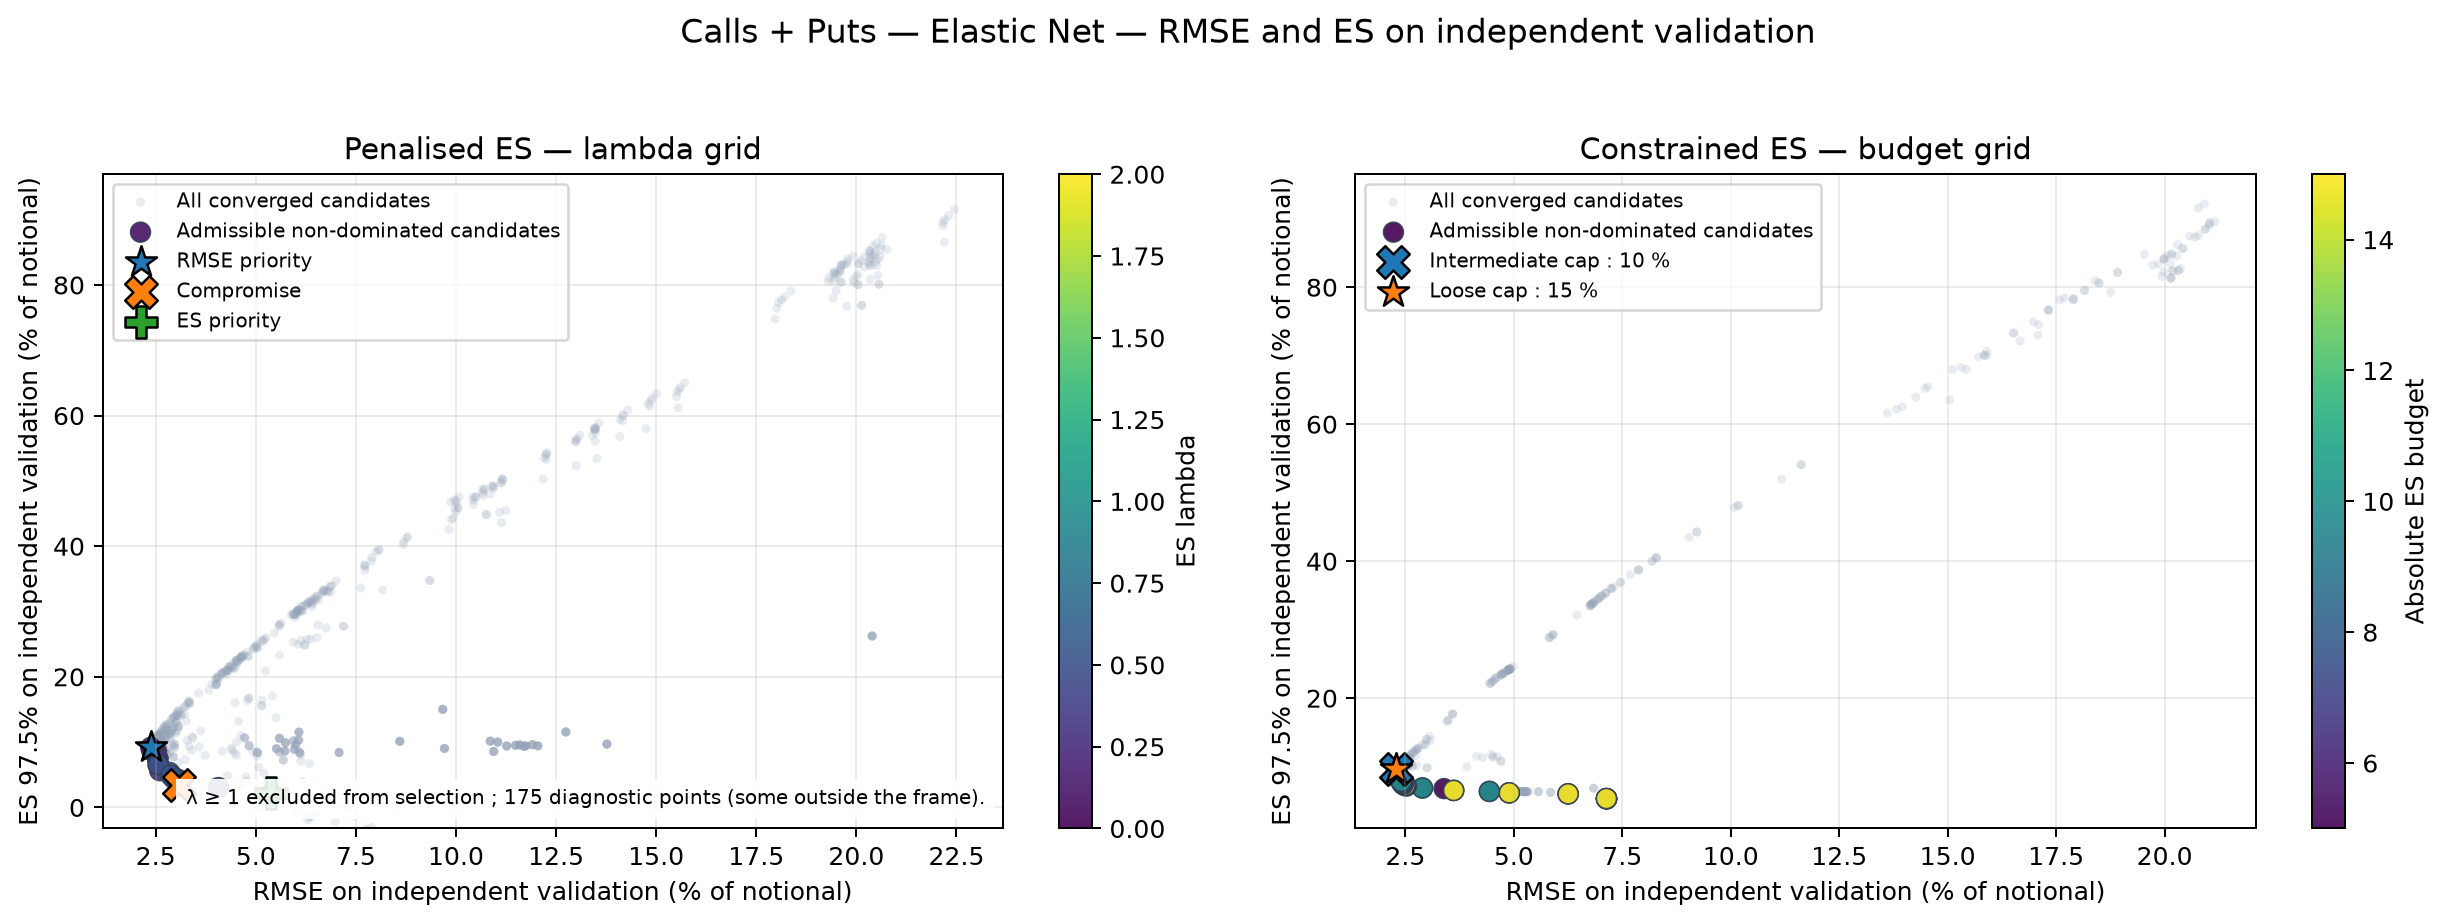 Calls + Puts — Elastic Net — RMSE and ES on independent validation
Penalised ES — lambda grid
ES 97.5% on independent validation (% of notional)
80
60
40
20
0
All converged candidates
Admissible non-dominated candidates
RMSE priority
Compromise
ES priority
λ ≥ 1 excluded from selection ; 175 diagnostic points (some outside the frame).
2.5 5.0 7.5 10.0 12.5 15.0 17.5 20.0 22.5
RMSE on independent validation (% of notional)
2.00
1.75
1.50
1.25
1.00
0.75
0.50
0.25
0.00
ES lambda
Constrained ES — budget grid
ES 97.5% on independent validation (% of notional)
80
60
40
20
All converged candidates
Admissible non-dominated candidates
Intermediate cap : 10 %
Loose cap : 15 %
2.5 5.0 7.5 10.0 12.5 15.0 17.5 20.0
RMSE on independent validation (% of notional)
14
12
10
8
6
Absolute ES budget